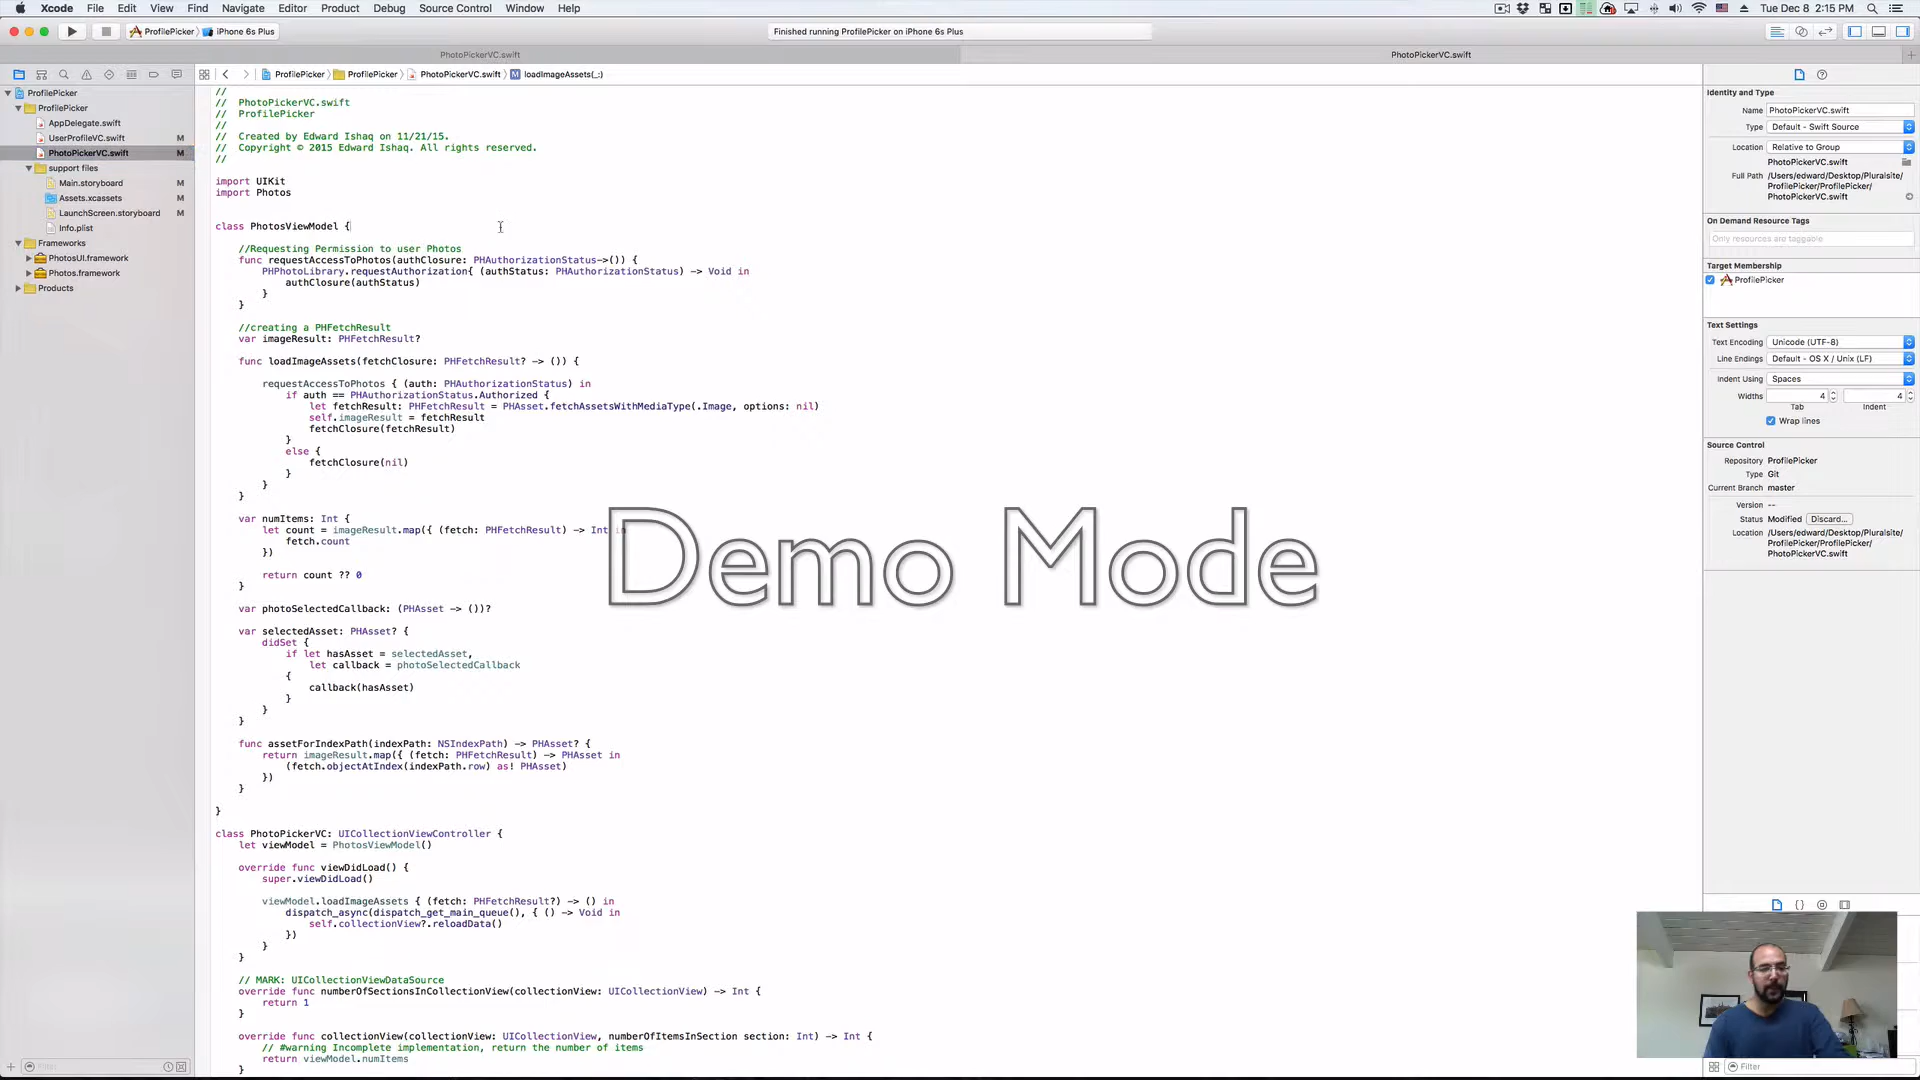 Xcode File Edit View Find Navigate Editor Product Debug Source Control Window Help
Tue Dec 8 2:15 PM
ProfilePicker iPhone 6s Plus
Finished running ProfilePicker on iPhone 6s Plus
PhotoPickerVC.swift
PhotoPickerVC.swift
ProfilePicker ProfilePicker PhotoPickerVC.swift M loadImageAssets(_:)
ProfilePicker
ProfilePicker
AppDelegate.swift
UserProfileVC.swift M
PhotoPickerVC.swift M
support files
Main.storyboard M
Assets.xcassets M
LaunchScreen.storyboard M
Info.plist
Frameworks
PhotosUI.framework
Photos.framework
Products
Filter
//
// PhotoPickerVC.swift
// ProfilePicker
//
// Created by Edward Ishaq on 11/21/15.
// Copyright © 2015 Edward Ishaq. All rights reserved.
//
import UIKit
import Photos
class PhotosViewModel {
//Requesting Permission to user Photos
func requestAccessToPhotos(authClosure: PHAuthorizationStatus->()) {
PHPhotoLibrary.requestAuthorization{ (authStatus: PHAuthorizationStatus) -> Void in
authClosure(authStatus)
}
}
//creating a PHFetchResult
var imageResult: PHFetchResult?
func loadImageAssets(fetchClosure: PHFetchResult? -> ()) {
requestAccessToPhotos { (auth: PHAuthorizationStatus) in
if auth == PHAuthorizationStatus.Authorized {
let fetchResult: PHFetchResult = PHAsset.fetchAssetsWithMediaType(.Image, options: nil)
self.imageResult = fetchResult
fetchClosure(fetchResult)
}
else {
fetchClosure(nil)
}
}
}
var numItems: Int {
let count = imageResult.map({ (fetch: PHFetchResult) -> Int in
fetch.count
})
return count ?? 0
}
var photoSelectedCallback: (PHAsset -> ())?
var selectedAsset: PHAsset? {
didSet {
if let hasAsset = selectedAsset,
let callback = photoSelectedCallback
{
callback(hasAsset)
}
}
}
func assetForIndexPath(indexPath: NSIndexPath) -> PHAsset? {
return imageResult.map({ (fetch: PHFetchResult) -> PHAsset in
(fetch.objectAtIndex(indexPath.row) as! PHAsset)
})
}
}
class PhotoPickerVC: UICollectionViewController {
let viewModel = PhotosViewModel()
override func viewDidLoad() {
super.viewDidLoad()
viewModel.loadImageAssets { (fetch: PHFetchResult?) -> () in
dispatch_async(dispatch_get_main_queue(), { () -> Void in
self.collectionView?.reloadData()
})
}
}
// MARK: UICollectionViewDataSource
override func numberOfSectionsInCollectionView(collectionView: UICollectionView) -> Int {
return 1
}
override func collectionView(collectionView: UICollectionView, numberOfItemsInSection section: Int) -> Int {
// #warning Incomplete implementation, return the number of items
return viewModel.numItems
}
Demo Mode
Identity and Type
Name PhotoPickerVC.swift
Type Default - Swift Source
Location Relative to Group
PhotoPickerVC.swift
Full Path /Users/edward/Desktop/Pluralsite/
ProfilePicker/ProfilePicker/
PhotoPickerVC.swift
On Demand Resource Tags
Only resources are taggable
Target Membership
ProfilePicker
Text Settings
Text Encoding Unicode (UTF-8)
Line Endings Default - OS X / Unix (LF)
Indent Using Spaces
Widths 4 4
Tab Indent
Wrap lines
Source Control
Repository ProfilePicker
Type Git
Current Branch master
Version --
Status Modified Discard...
Location /Users/edward/Desktop/Pluralsite/
ProfilePicker/ProfilePicker/
PhotoPickerVC.swift
Filter